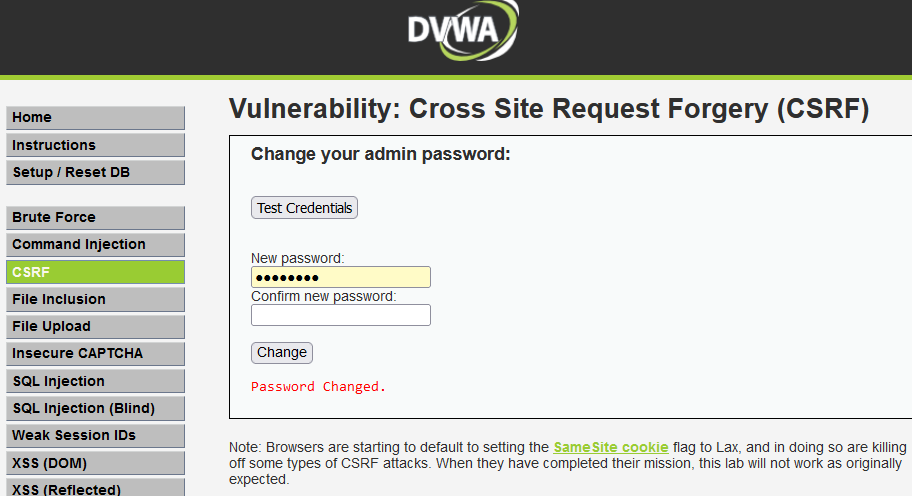 DVWA
Home
Instructions
Setup / Reset DB
Brute Force
Command Injection
CSRF
File Inclusion
File Upload
Insecure CAPTCHA
SQL Injection
SQL Injection (Blind)
Weak Session IDs
XSS (DOM)
XSS (Reflected)
Vulnerability: Cross Site Request Forgery (CSRF)
Change your admin password:
Test Credentials
New password:
••••••••
Confirm new password:
Change
Password Changed.
Note: Browsers are starting to default to setting the SameSite cookie flag to Lax, and in doing so are killing
off some types of CSRF attacks. When they have completed their mission, this lab will not work as originally
expected.